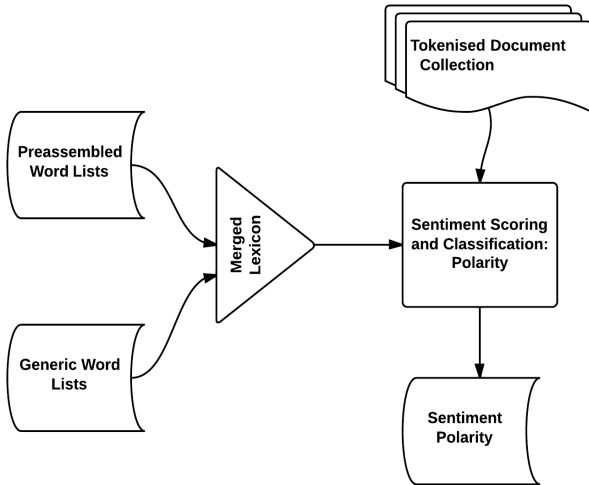 Tokenised Document
Collection
Preassembled
Word Lists
Merged
Lexicon
Sentiment Scoring
and Classification:
Polarity
Generic Word
Lists
Sentiment
Polarity